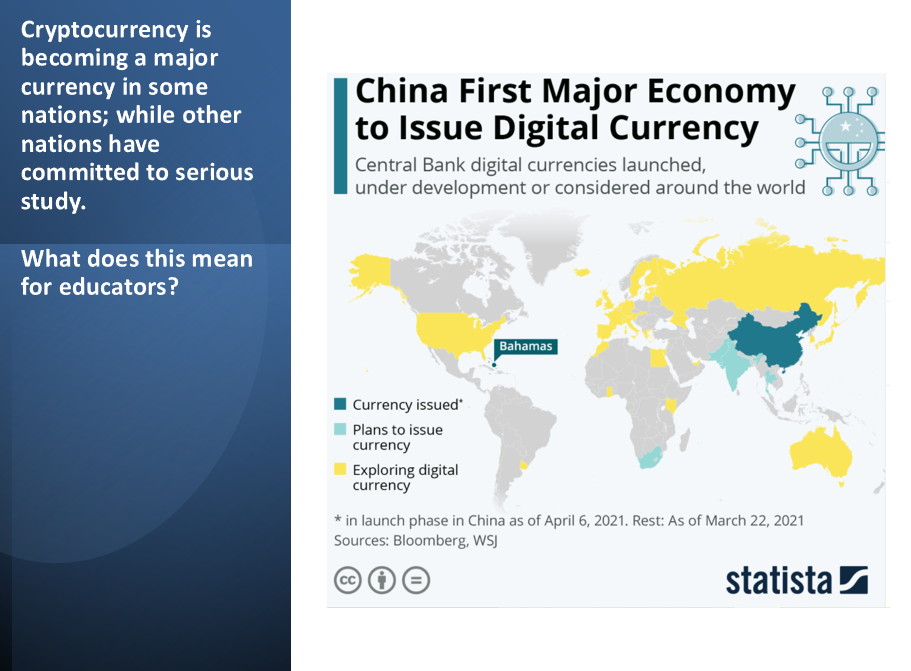 Cryptocurrency is
becoming a major
currency in some
nations; while other
nations have
committed to serious
study.
What does this mean
for educators?
China First Major Economy
to Issue Digital Currency
Central Bank digital currencies launched,
under development or considered around the world
Bahamas
Currency issued*
Plans to issue
currency
Exploring digital
currency
* in launch phase in China as of April 6, 2021. Rest: As of March 22, 2021
Sources: Bloomberg, WSJ
cc
statista